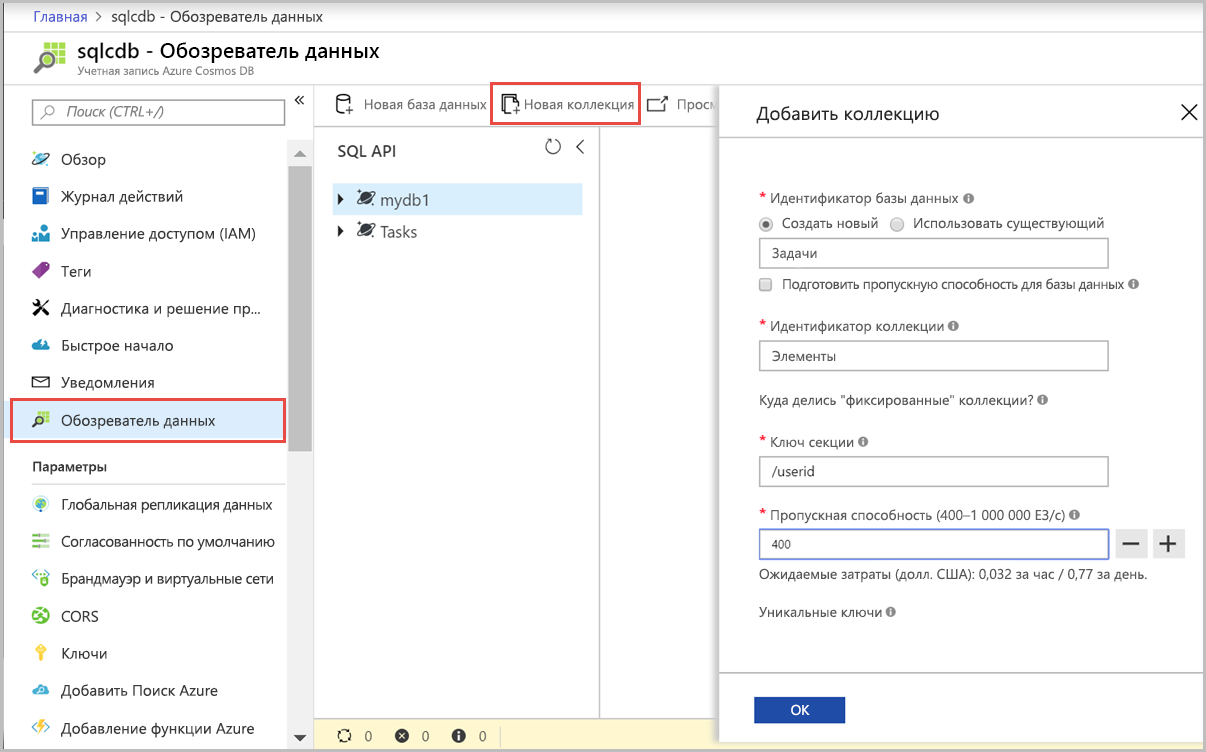 Главная > sqlcdb - Обозреватель данных
sqlcdb - Обозреватель данных
Учетная запись Azure Cosmos DB
Поиск (CTRL+/)
«
Обзор
Журнал действий
Управление доступом (IAM)
Теги
Диагностика и решение пр...
Быстрое начало
Уведомления
Обозреватель данных
Параметры
Глобальная репликация данных
Согласованность по умолчанию
Брандмауэр и виртуальные сети
CORS
Ключи
Добавить Поиск Azure
Добавление функции Azure
Новая база данных
Новая коллекция
SQL API
mydb1
Tasks
0 0 0
Добавить коллекцию
* Идентификатор базы данных
Создать новый Использовать существующий
Задачи
Подготовить пропускную способность для базы данных
* Идентификатор коллекции
Элементы
Куда делись "фиксированные" коллекции?
* Ключ секции
/userid
* Пропускная способность (400–1 000 000 ЕЗ/с)
400
Ожидаемые затраты (долл. США): 0,032 за час / 0,77 за день.
Уникальные ключи
OK